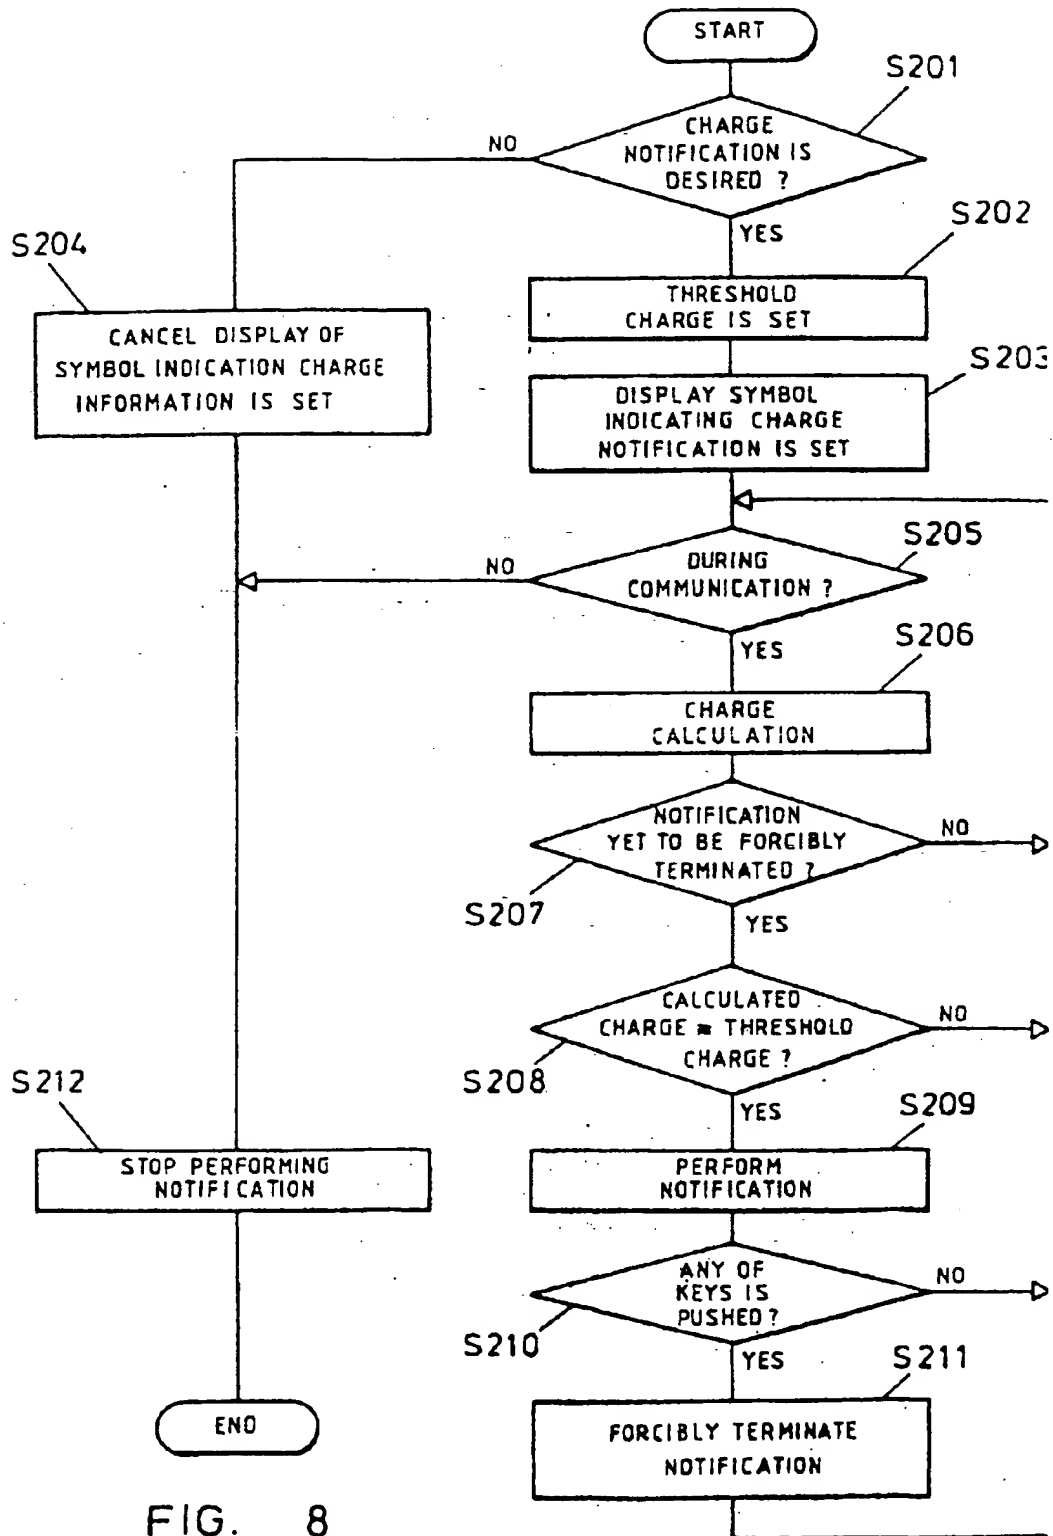 START
S201
CHARGE
NOTIFICATION IS
DESIRED ?
NO
YES
S202
THRESHOLD
CHARGE IS SET
S204
CANCEL DISPLAY OF
SYMBOL INDICATION CHARGE
INFORMATION IS SET
S203
DISPLAY SYMBOL
INDICATING CHARGE
NOTIFICATION IS SET
S205
DURING
COMMUNICATION ?
NO
YES
S206
CHARGE
CALCULATION
NOTIFICATION
YET TO BE FORCIBLY
TERMINATED ?
NO
S207
YES
CALCULATED
CHARGE ≈ THRESHOLD
CHARGE ?
NO
S208
YES
S212
STOP PERFORMING
NOTIFICATION
S209
PERFORM
NOTIFICATION
ANY OF
KEYS IS
PUSHED ?
NO
S210
YES
S211
FORCIBLY TERMINATE
NOTIFICATION
END
FIG. 8